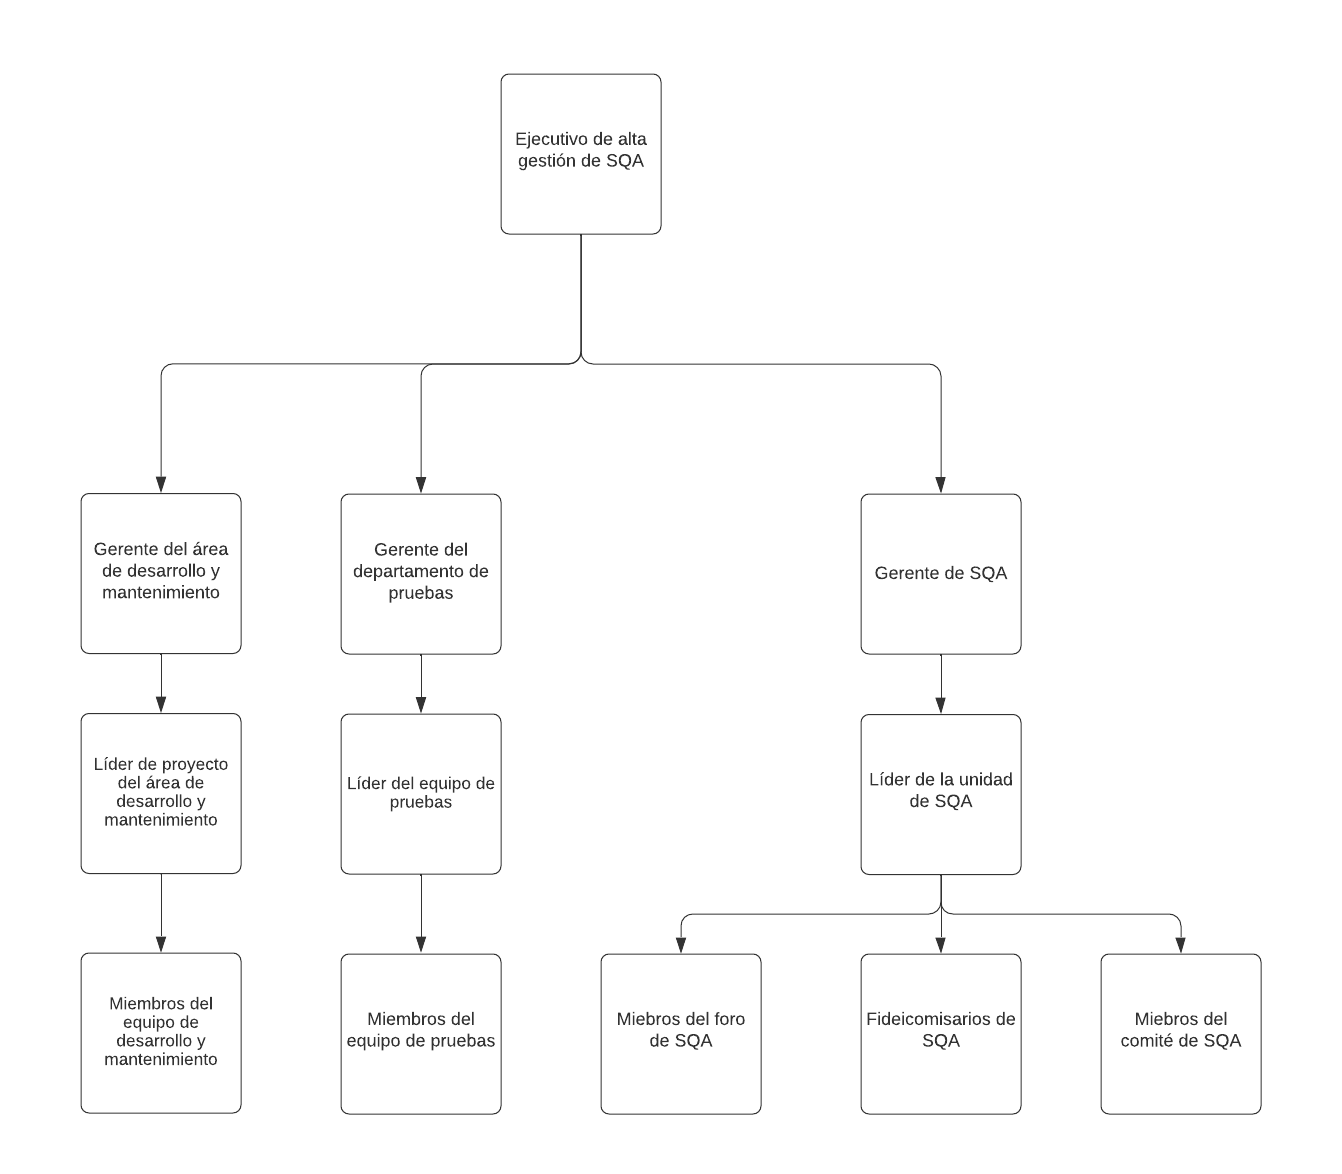 Ejecutivo de alta
gestión de SQA
Gerente del área
de desarrollo y
mantenimiento
Gerente del
departamento de
pruebas
Gerente de SQA
Líder de proyecto
del área de
desarrollo y
mantenimiento
Líder del equipo de
pruebas
Líder de la unidad
de SQA
Miembros del
equipo de
desarrollo y
mantenimiento
Miembros del
equipo de pruebas
Miebros del foro
de SQA
Fideicomisarios de
SQA
Miebros del
comité de SQA